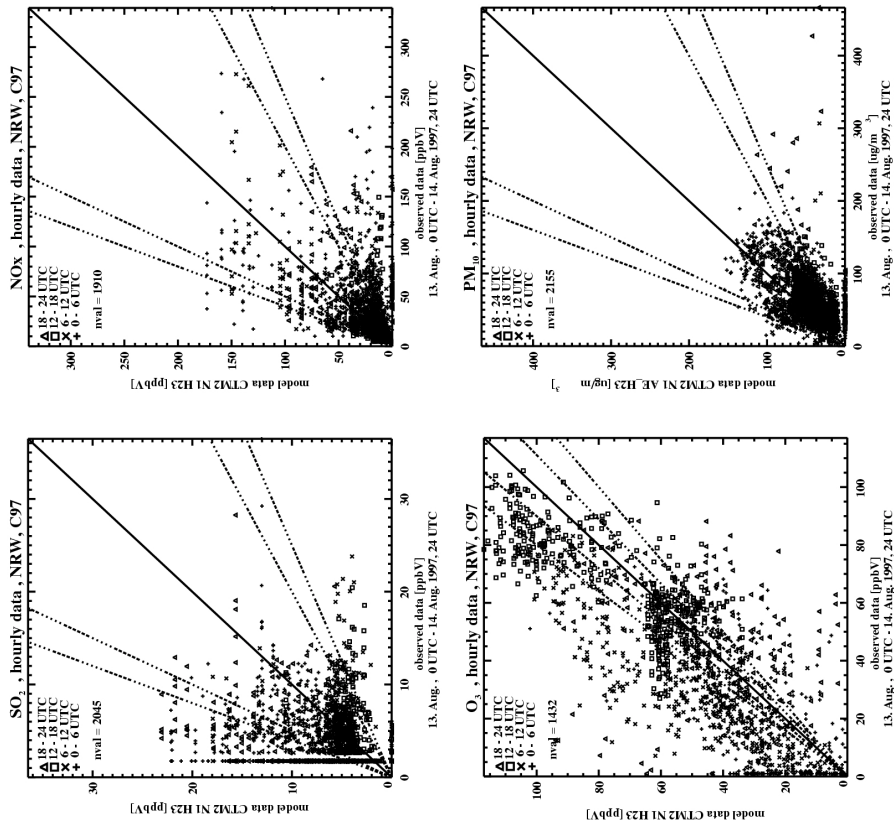 SO2 , hourly data , NRW, C97
△ 18 - 24 UTC
□ 12 - 18 UTC
× 6 - 12 UTC
+ 0 - 6 UTC
nval = 2045
model data CTM2 N1 H23 [ppbV]
30
20
10
0
0 10 20 30
observed data [ppbV]
13. Aug. , 0 UTC - 14. Aug. 1997, 24 UTC
NOx , hourly data , NRW, C97
△ 18 - 24 UTC
□ 12 - 18 UTC
× 6 - 12 UTC
+ 0 - 6 UTC
nval = 1910
model data CTM2 N1 H23 [ppbV]
300
250
200
150
100
50
0
0 50 100 150 200 250 300
observed data [ppbV]
13. Aug. , 0 UTC - 14. Aug. 1997, 24 UTC
O3 , hourly data , NRW, C97
△ 18 - 24 UTC
□ 12 - 18 UTC
× 6 - 12 UTC
+ 0 - 6 UTC
nval = 1432
model data CTM2 N1 H23 [ppbV]
100
80
60
40
20
0
0 20 40 60 80 100
observed data [ppbV]
13. Aug. , 0 UTC - 14. Aug. 1997, 24 UTC
PM10 , hourly data , NRW, C97
△ 18 - 24 UTC
□ 12 - 18 UTC
× 6 - 12 UTC
+ 0 - 6 UTC
nval = 2155
model data CTM2 N1 AE_H23 [ug/m 3]
400
300
200
100
0
0 100 200 300 400
observed data [ug/m 3]
13. Aug. , 0 UTC - 14. Aug. 1997, 24 UTC